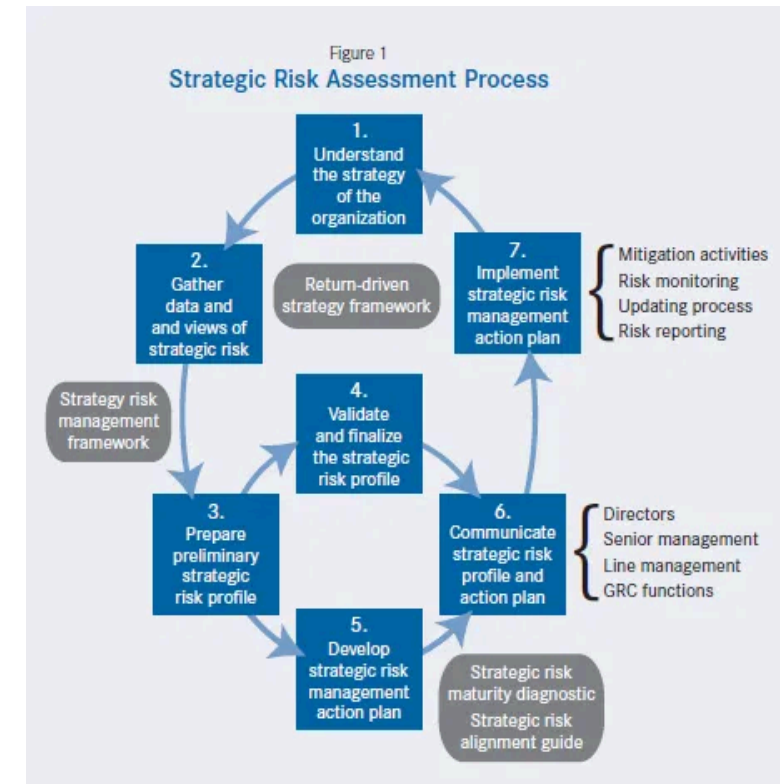 Figure 1
Strategic Risk Assessment Process
1.
Understand
the strategy
of the
organization
2.
Gather
data and
and views of
strategic risk
Return-driven
strategy framework
7.
Implement
strategic risk
management
action plan
Mitigation activities
Risk monitoring
Updating process
Risk reporting
Strategy risk
management
framework
4.
Validate
and finalize
the strategic
risk profile
3.
Prepare
preliminary
strategic
risk profile
6.
Communicate
strategic risk
profile and
action plan
Directors
Senior management
Line management
GRC functions
5.
Develop
strategic risk
management
action plan
Strategic risk
maturity diagnostic
Strategic risk
alignment guide